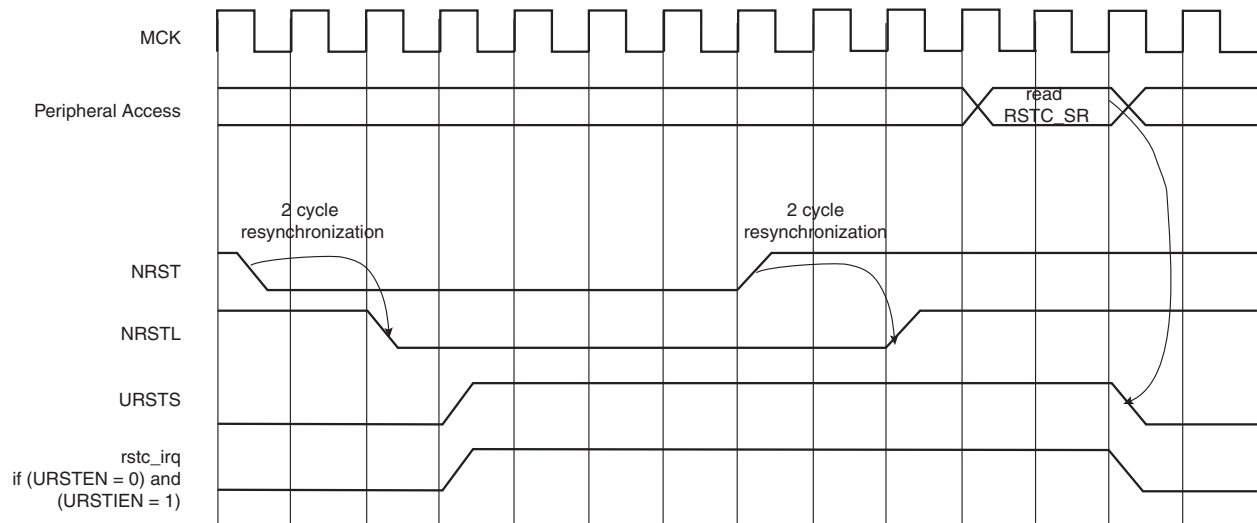 MCK
Peripheral Access
read
RSTC_SR
2 cycle
resynchronization
2 cycle
resynchronization
NRST
NRSTL
URSTS
rstc_irq
if (URSTEN = 0) and
(URSTIEN = 1)